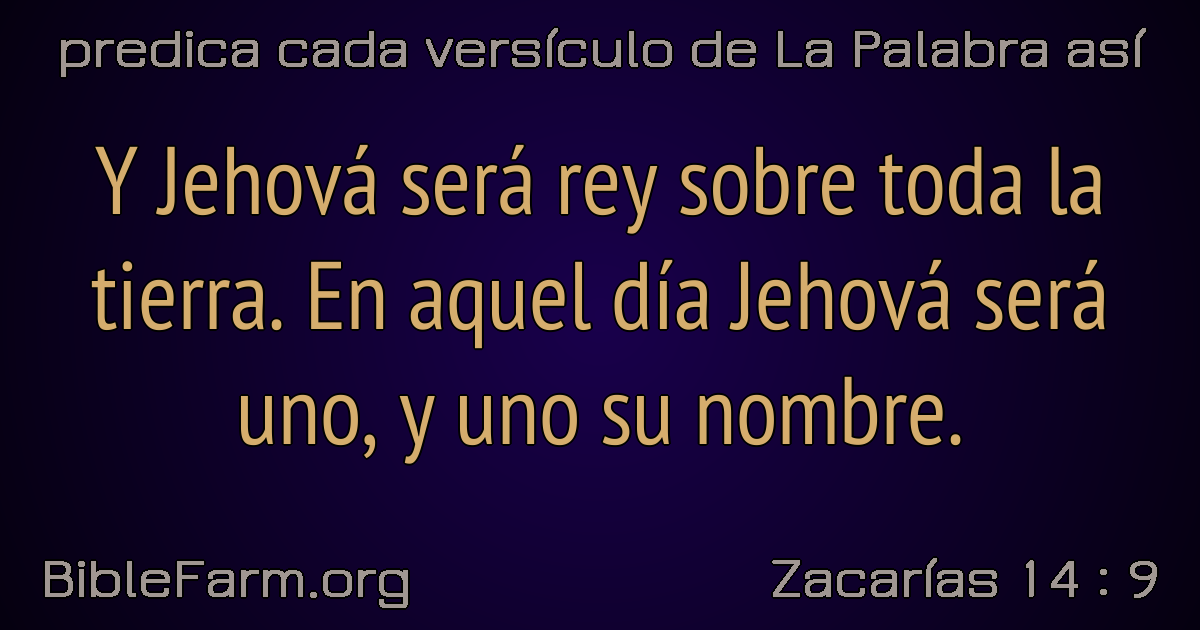 predica cada versículo de La Palabra así
Y Jehová será rey sobre toda la
tierra. En aquel día Jehová será
uno, y uno su nombre.
BibleFarm.org
Zacarías 14 : 9